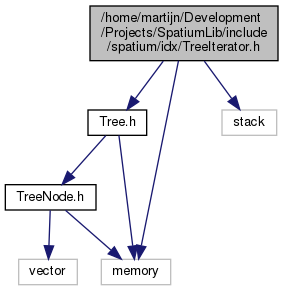 /home/martijn/Development
/Projects/SpatiumLib/include
/spatium/idx/TreeIterator.h
Tree.h
stack
TreeNode.h
vector
memory